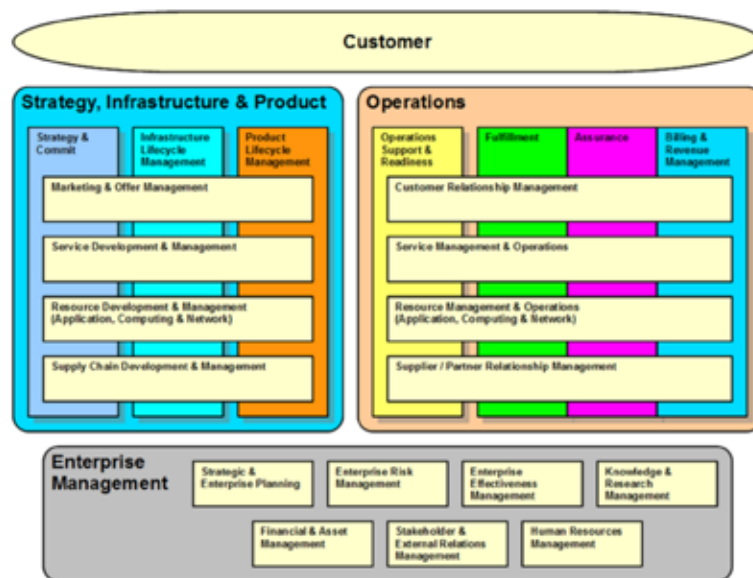 Customer
Strategy, Infrastructure & Product
Strategy &
Commit
Infrastructure
Lifecycle
Management
Product
Lifecycle
Management
Marketing & Offer Management
Service Development & Management
Resource Development & Management
(Application, Computing & Network)
Supply Chain Development & Management
Operations
Operations
Support &
Readiness
Fulfillment
Assurance
Billing &
Revenue
Management
Customer Relationship Management
Service Management & Operations
Resource Management & Operations
(Application, Computing & Network)
Supplier / Partner Relationship Management
Enterprise
Management
Strategic &
Enterprise Planning
Enterprise Risk
Management
Enterprise
Effectiveness
Management
Knowledge &
Research
Management
Financial & Asset
Management
Stakeholder &
External Relations
Management
Human Resources
Management